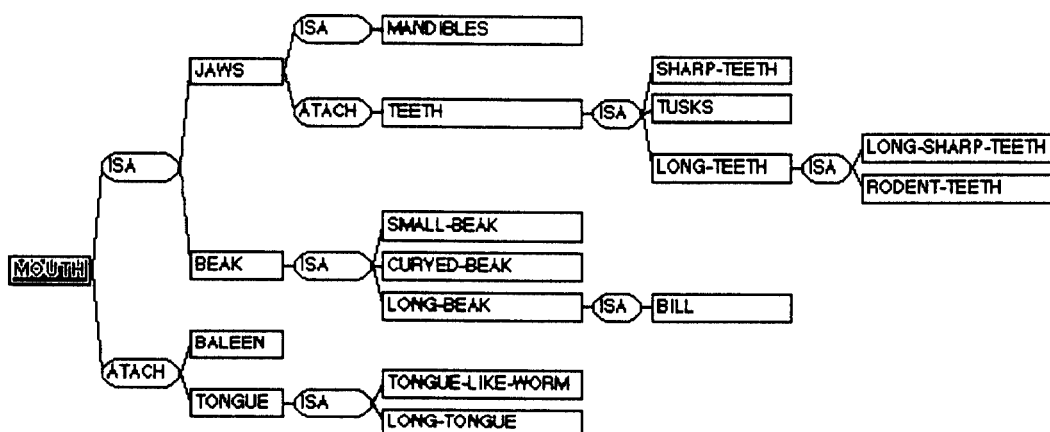 ISA
MANDIBLES
JAWS
SHARP-TEETH
ATACH
TEETH
ISA
TUSKS
LONG-SHARP-TEETH
ISA
LONG-TEETH
ISA
RODENT-TEETH
SMALL-BEAK
MOUTH
BEAK
ISA
CURYED-BEAK
LONG-BEAK
ISA
BILL
BALEEN
ATACH
TONGUE-LIKE-WORM
TONGUE
ISA
LONG-TONGUE